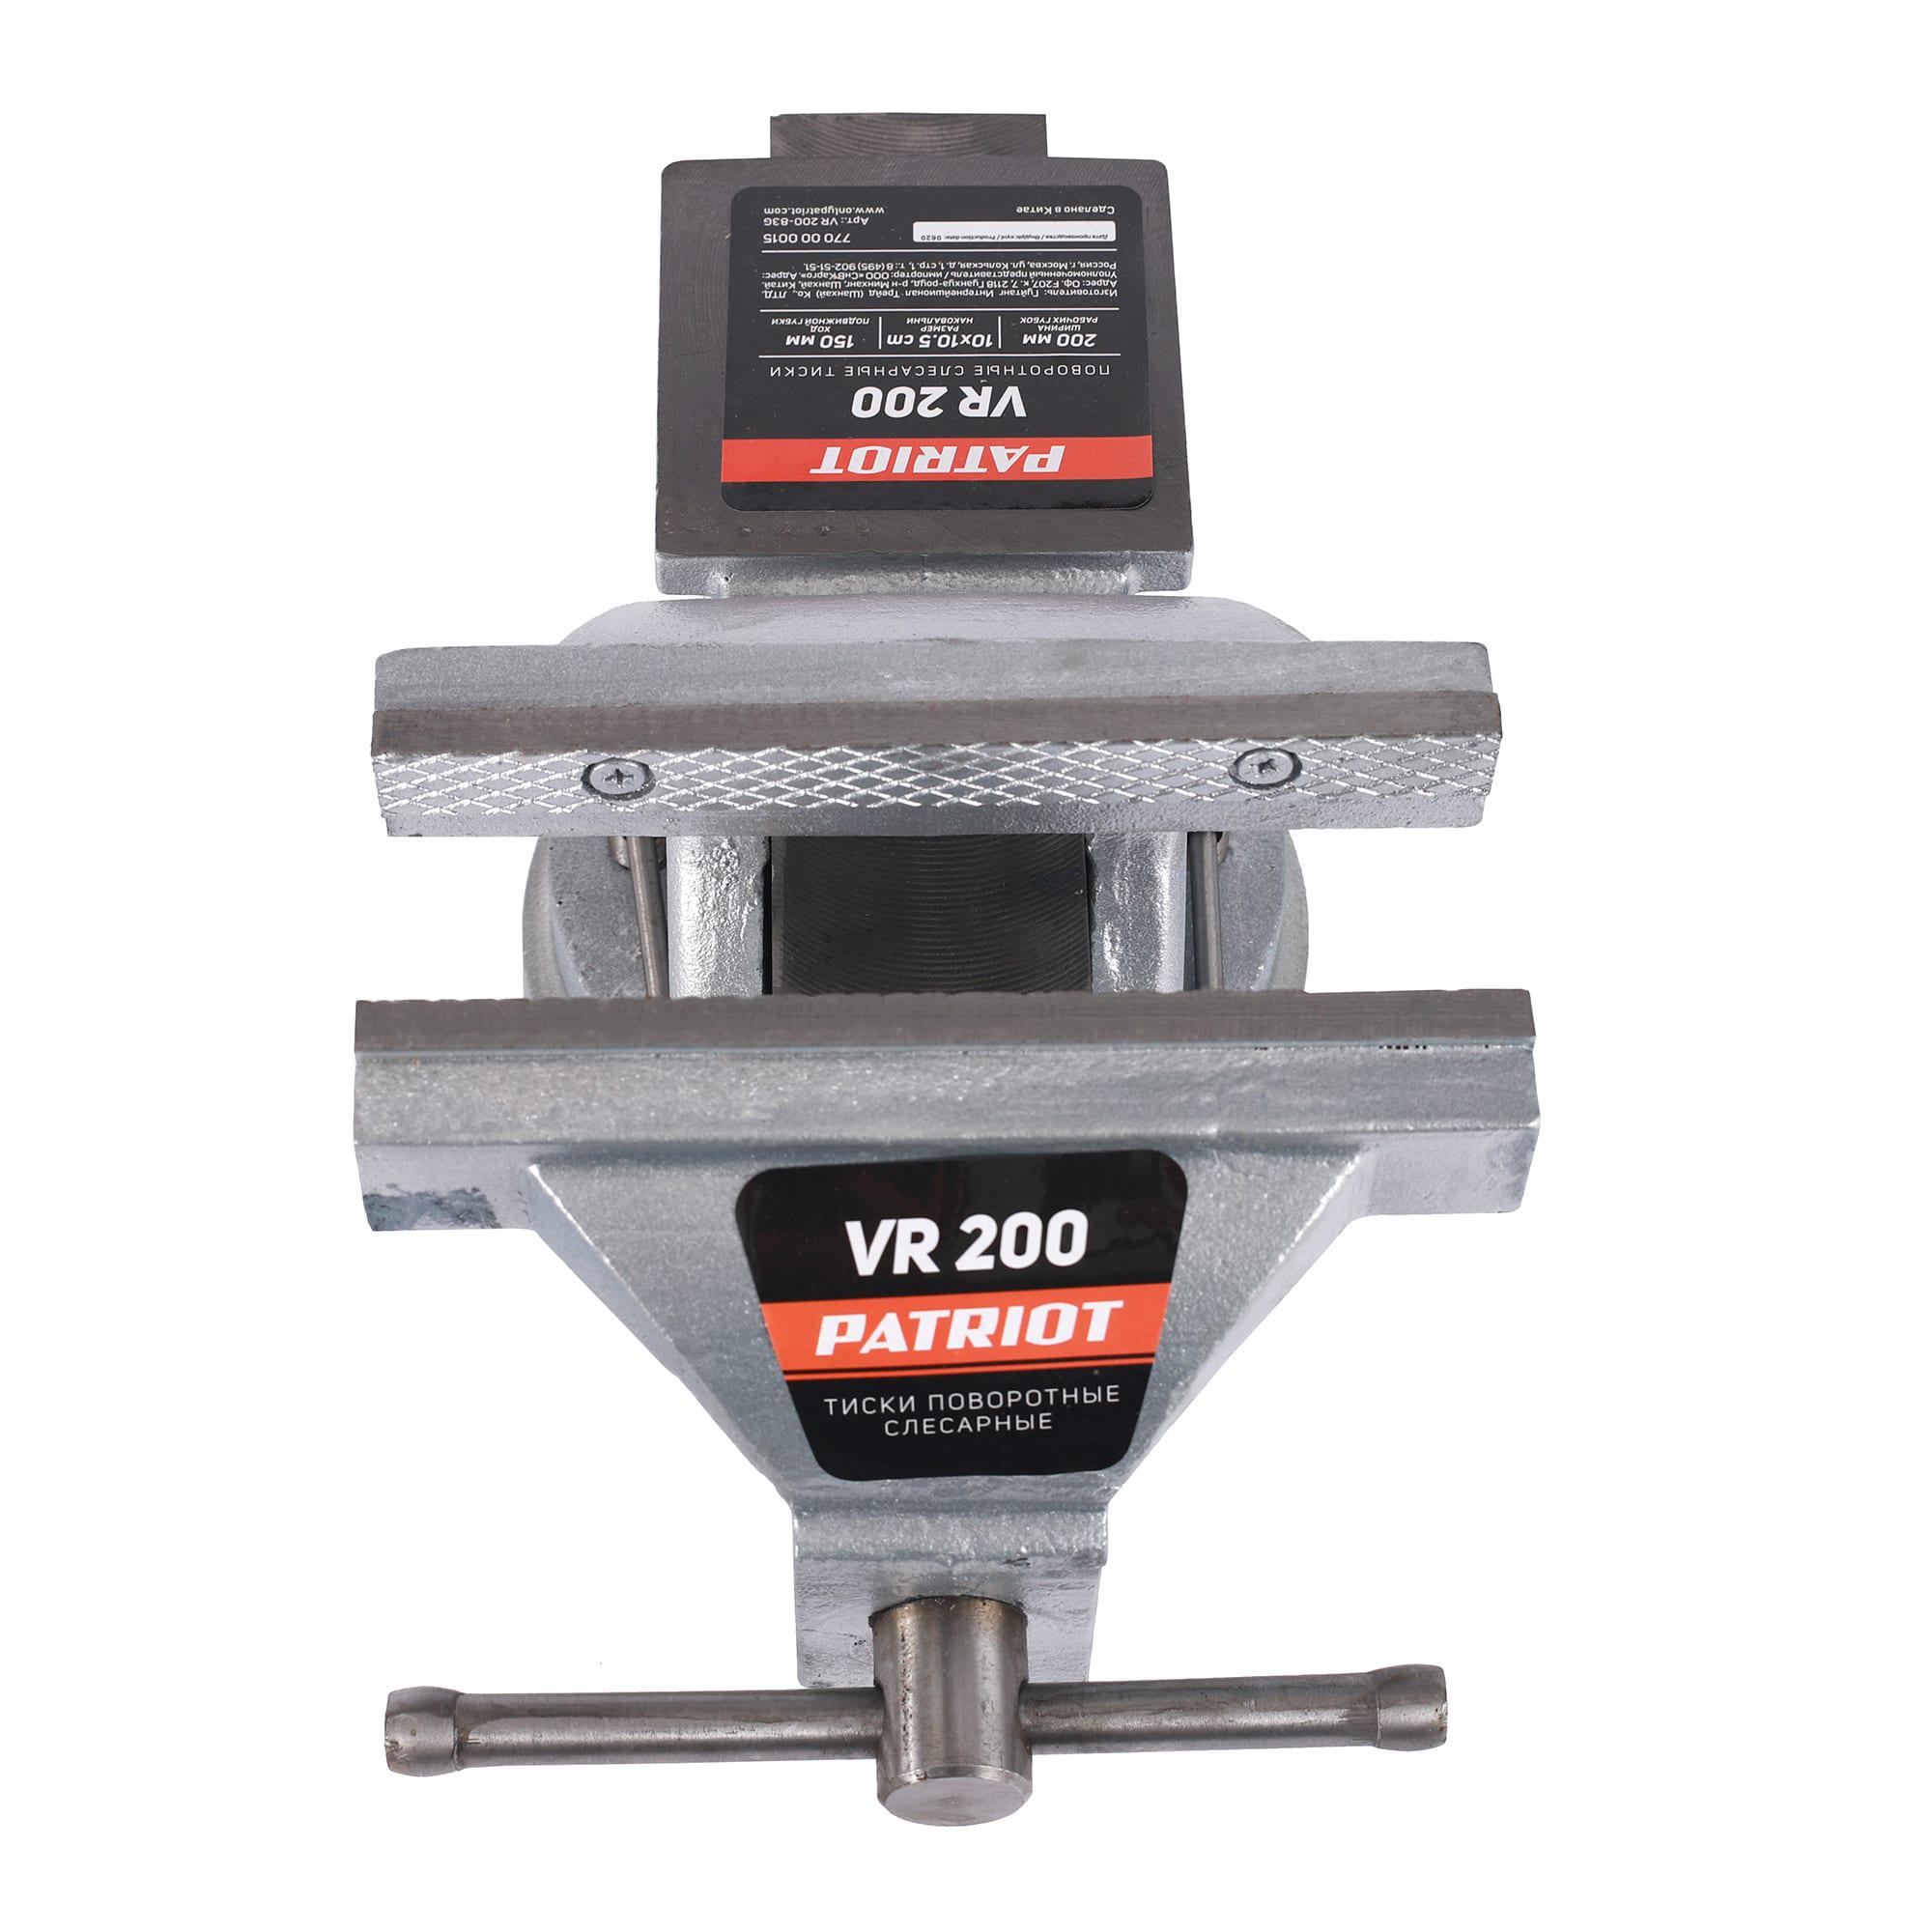 PATRIOT
VR 200
ПОВОРОТНЫЕ СЛЕСАРНЫЕ ТИСКИ
200 мм
ШИРИНА
РАБОЧИХ ГУБОК
10x10.5 cm
РАЗМЕР
НАКОВАЛЬНИ
150 мм
ХОД
ПОДВИЖНОЙ ГУБКИ
Изготовитель: Гуйтанг Интернейшионал Трейд (Шанхай) Ко., ЛТД.
Адрес: Оф. F207, к. 7, 2118 Гуанхуа-роуд, р-н Минханг, Шанхай, Китай.
Уполномоченный представитель / импортер: ООО «СиВКарго». Адрес:
Россия, г. Москва, ул. Кольская, д. 1, стр. 1, т.: 8 (495) 902-51-51.
Дата производства / Өндіріс күні / Production date: 0620
770 00 0015
Арт.: VR 200-83G
Сделано в Китае
www.onlypatriot.com
VR 200
PATRIOT
ТИСКИ ПОВОРОТНЫЕ
СЛЕСАРНЫЕ